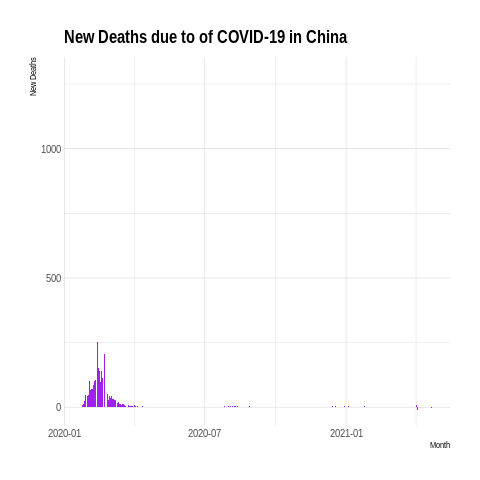 New Deaths due to of COVID-19 in China
New Deaths
1000
500
0
2020-01
2020-07
2021-01
Month